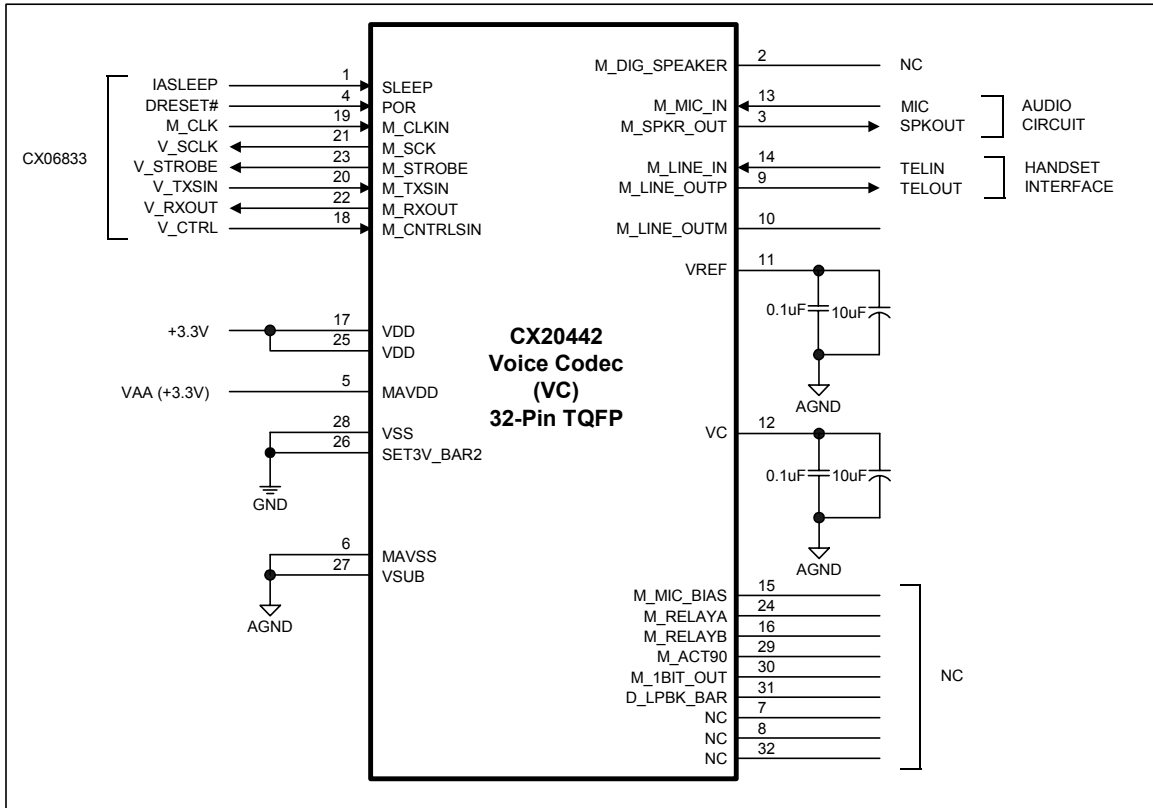 CX06833
IASLEEP 1 SLEEP
DRESET# 4 POR
M_CLK 19 M_CLKIN
V_SCLK 21 M_SCK
V_STROBE 23 M_STROBE
V_TXSIN 20 M_TXSIN
V_RXOUT 22 M_RXOUT
V_CTRL 18 M_CNTRLSIN
+3.3V 17 VDD
25 VDD
VAA (+3.3V) 5 MAVDD
28 VSS
26 SET3V_BAR2
GND
6 MAVSS
27 VSUB
AGND
CX20442
Voice Codec
(VC)
32-Pin TQFP
M_DIG_SPEAKER 2 NC
M_MIC_IN 13 MIC
M_SPKR_OUT 3 SPKOUT
AUDIO
CIRCUIT
M_LINE_IN 14 TELIN
M_LINE_OUTP 9 TELOUT
HANDSET
INTERFACE
M_LINE_OUTM 10
VREF 11
0.1uF 10uF
AGND
VC 12
0.1uF 10uF
AGND
M_MIC_BIAS 15
M_RELAYA 24
M_RELAYB 16
M_ACT90 29
M_1BIT_OUT 30
D_LPBK_BAR 31
NC 7
NC 8
NC 32
NC